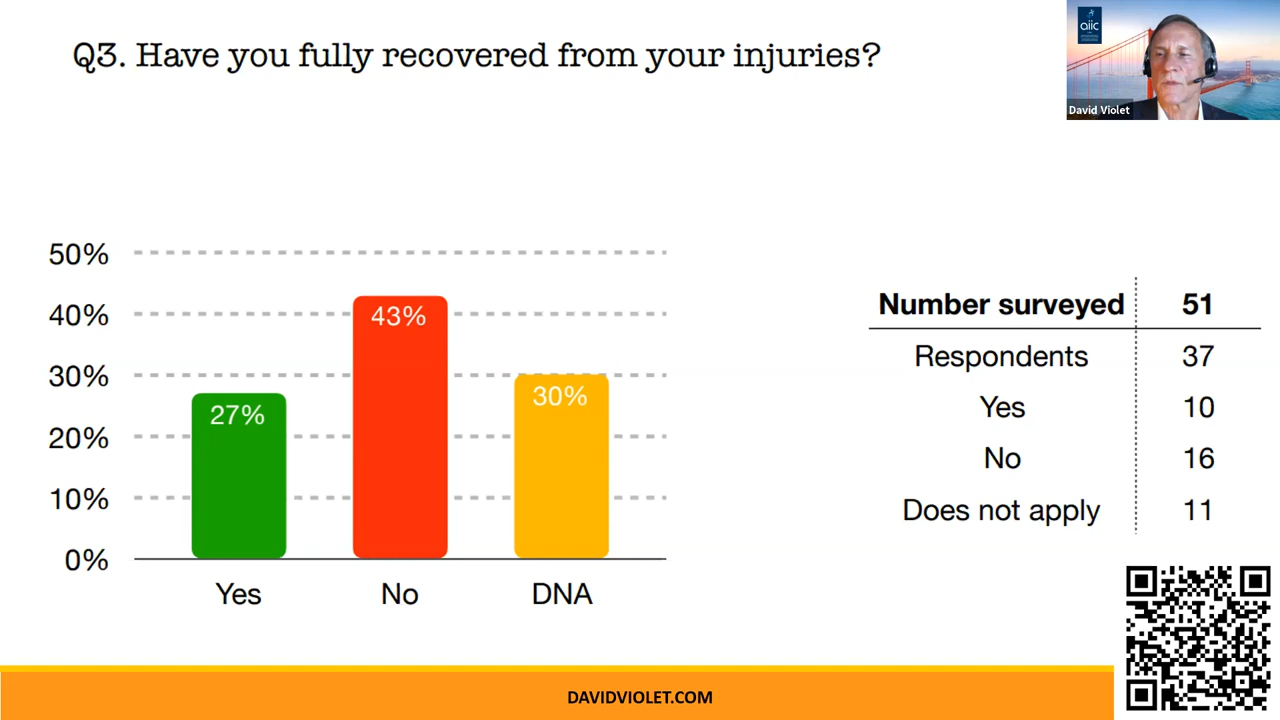 Q3. Have you fully recovered from your injuries?
aiic
David Violet
50%
40%
30%
20%
10%
0%
27%
43%
30%
Yes
No
DNA
Number surveyed 51
Respondents 37
Yes 10
No 16
Does not apply 11
DAVIDVIOLET.COM